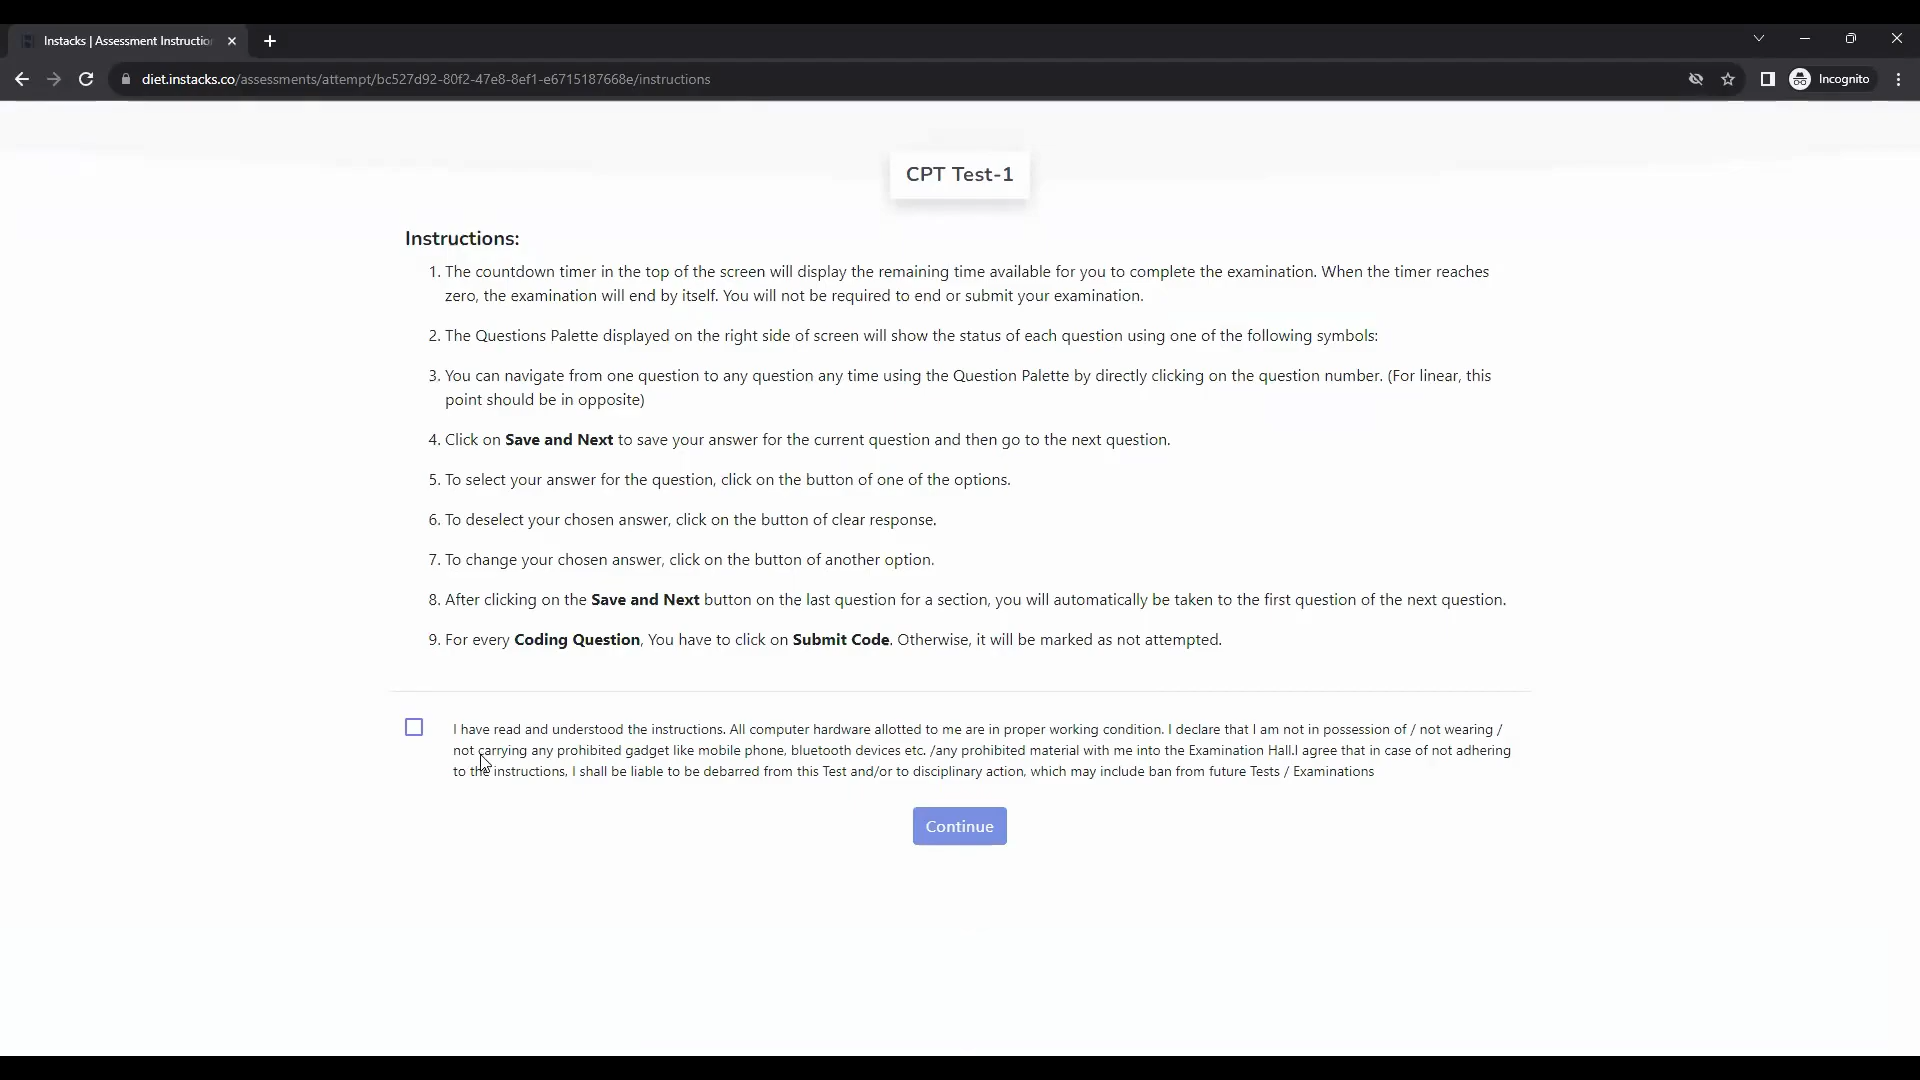 Instacks | Assessment Instructio
diet.instacks.co/assessments/attempt/bc527d92-80f2-47e8-8ef1-e6715187668e/instructions
Incognito
CPT Test-1
Instructions:
1. The countdown timer in the top of the screen will display the remaining time available for you to complete the examination. When the timer reaches
zero, the examination will end by itself. You will not be required to end or submit your examination.
2. The Questions Palette displayed on the right side of screen will show the status of each question using one of the following symbols:
3. You can navigate from one question to any question any time using the Question Palette by directly clicking on the question number. (For linear, this
point should be in opposite)
4. Click on Save and Next to save your answer for the current question and then go to the next question.
5. To select your answer for the question, click on the button of one of the options.
6. To deselect your chosen answer, click on the button of clear response.
7. To change your chosen answer, click on the button of another option.
8. After clicking on the Save and Next button on the last question for a section, you will automatically be taken to the first question of the next question.
9. For every Coding Question, You have to click on Submit Code. Otherwise, it will be marked as not attempted.
I have read and understood the instructions. All computer hardware allotted to me are in proper working condition. I declare that I am not in possession of / not wearing /
not carrying any prohibited gadget like mobile phone, bluetooth devices etc. /any prohibited material with me into the Examination Hall.I agree that in case of not adhering
to the instructions, I shall be liable to be debarred from this Test and/or to disciplinary action, which may include ban from future Tests / Examinations
Continue